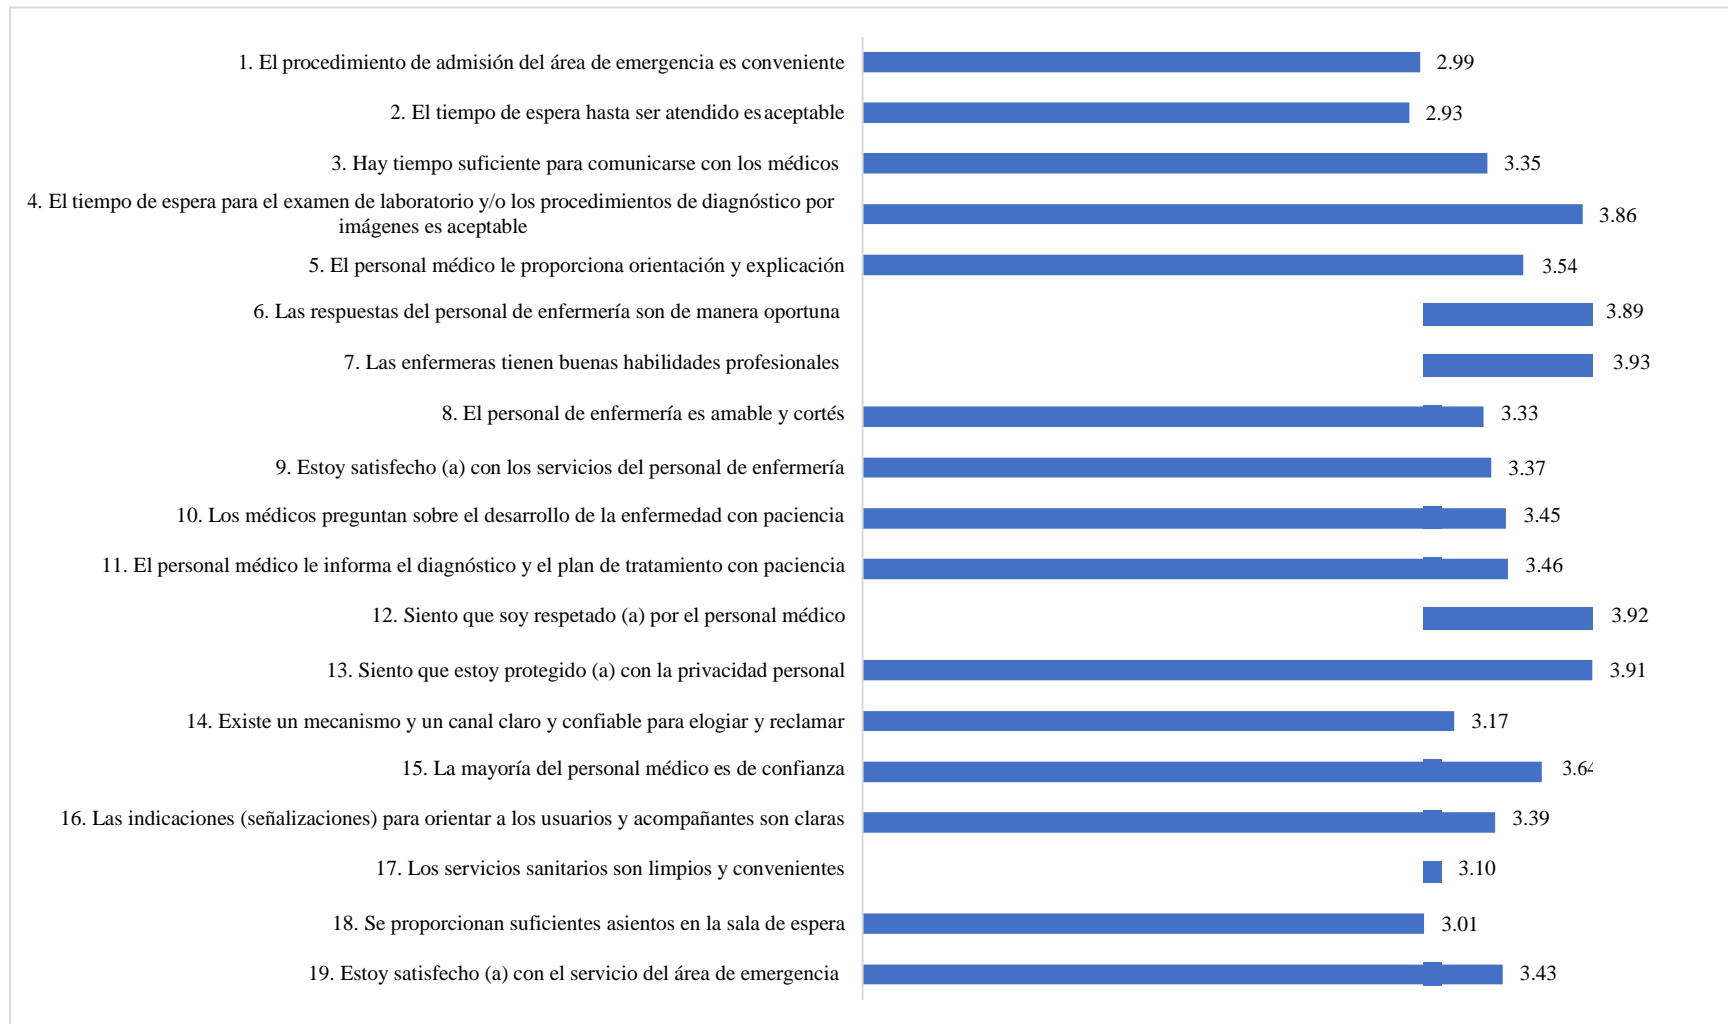 1. El procedimiento de admisión del área de emergencia es conveniente
2.99
2. El tiempo de espera hasta ser atendido es aceptable
2.93
3. Hay tiempo suficiente para comunicarse con los médicos
3.35
4. El tiempo de espera para el examen de laboratorio y/o los procedimientos de diagnóstico por
imágenes es aceptable
3.86
5. El personal médico le proporciona orientación y explicación
3.54
6. Las respuestas del personal de enfermería son de manera oportuna
3.89
7. Las enfermeras tienen buenas habilidades profesionales
3.93
8. El personal de enfermería es amable y cortés
3.33
9. Estoy satisfecho (a) con los servicios del personal de enfermería
3.37
10. Los médicos preguntan sobre el desarrollo de la enfermedad con paciencia
3.45
11. El personal médico le informa el diagnóstico y el plan de tratamiento con paciencia
3.46
12. Siento que soy respetado (a) por el personal médico
3.92
13. Siento que estoy protegido (a) con la privacidad personal
3.91
14. Existe un mecanismo y un canal claro y confiable para elogiar y reclamar
3.17
15. La mayoría del personal médico es de confianza
3.64
16. Las indicaciones (señalizaciones) para orientar a los usuarios y acompañantes son claras
3.39
17. Los servicios sanitarios son limpios y convenientes
3.10
18. Se proporcionan suficientes asientos en la sala de espera
3.01
19. Estoy satisfecho (a) con el servicio del área de emergencia
3.43